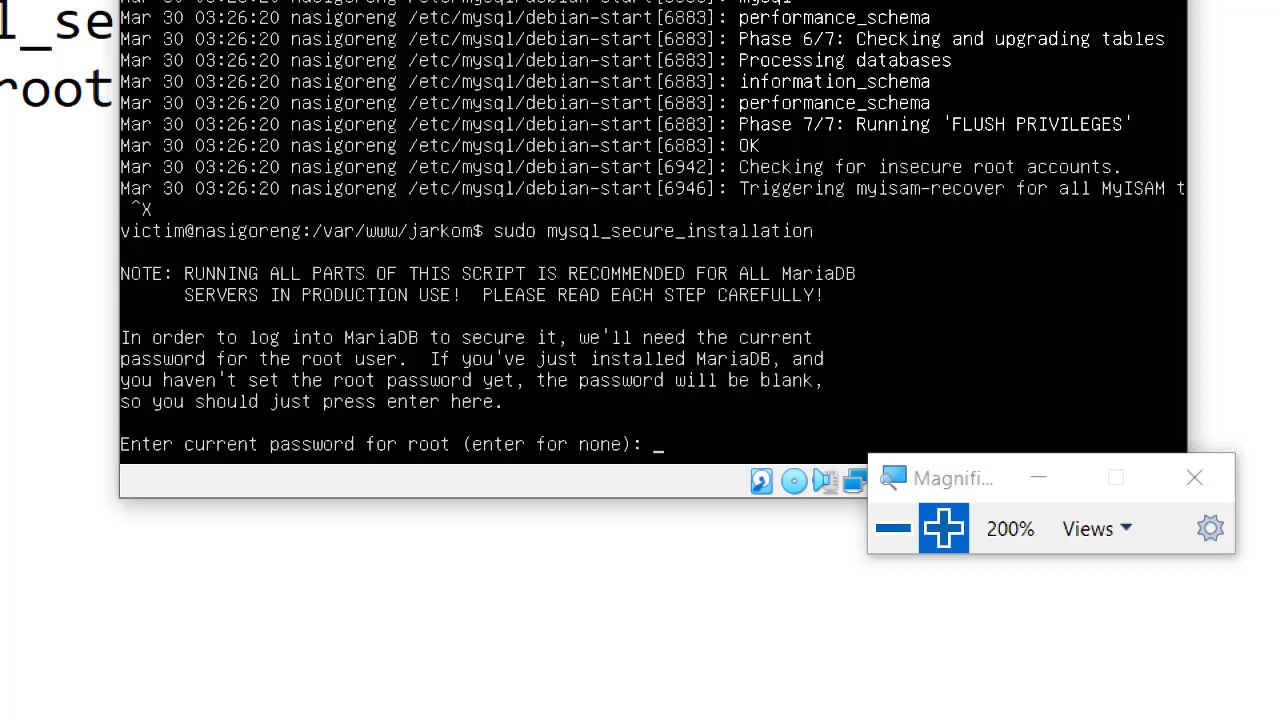 l_se
root
mysql
Mar 30 03:26:20 nasigoreng /etc/mysql/debian-start[6883]: performance_schema
Mar 30 03:26:20 nasigoreng /etc/mysql/debian-start[6883]: Phase 6/7: Checking and upgrading tables
Mar 30 03:26:20 nasigoreng /etc/mysql/debian-start[6883]: Processing databases
Mar 30 03:26:20 nasigoreng /etc/mysql/debian-start[6883]: information_schema
Mar 30 03:26:20 nasigoreng /etc/mysql/debian-start[6883]: performance_schema
Mar 30 03:26:20 nasigoreng /etc/mysql/debian-start[6883]: Phase 7/7: Running 'FLUSH PRIVILEGES'
Mar 30 03:26:20 nasigoreng /etc/mysql/debian-start[6883]: OK
Mar 30 03:26:20 nasigoreng /etc/mysql/debian-start[6942]: Checking for insecure root accounts.
Mar 30 03:26:20 nasigoreng /etc/mysql/debian-start[6946]: Triggering myisam-recover for all MyISAM t
^X
victim@nasigoreng:/var/www/jarkom$ sudo mysql_secure_installation
NOTE: RUNNING ALL PARTS OF THIS SCRIPT IS RECOMMENDED FOR ALL MariaDB
SERVERS IN PRODUCTION USE! PLEASE READ EACH STEP CAREFULLY!
In order to log into MariaDB to secure it, we'll need the current
password for the root user. If you've just installed MariaDB, and
you haven't set the root password yet, the password will be blank,
so you should just press enter here.
Enter current password for root (enter for none): _
Magnifi...
200%
Views